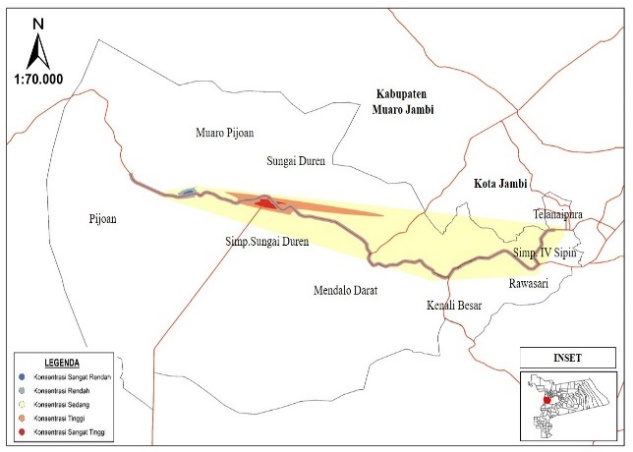 N
1:70.000
Kabupaten
Muaro Jambi
Muaro Pijoan
Sungai Duren
Kota Jambi
Pijoan
Telanaipura
Simp.Sungai Duren
Simp. IV Sipin
Mendalo Darat
Rawasari
Kenali Besar
LEGENDA
Konsentrasi Sangat Rendah
Konsentrasi Rendah
Konsentrasi Sedang
Konsentrasi Tinggi
Konsentrasi Sangat Tinggi
INSET